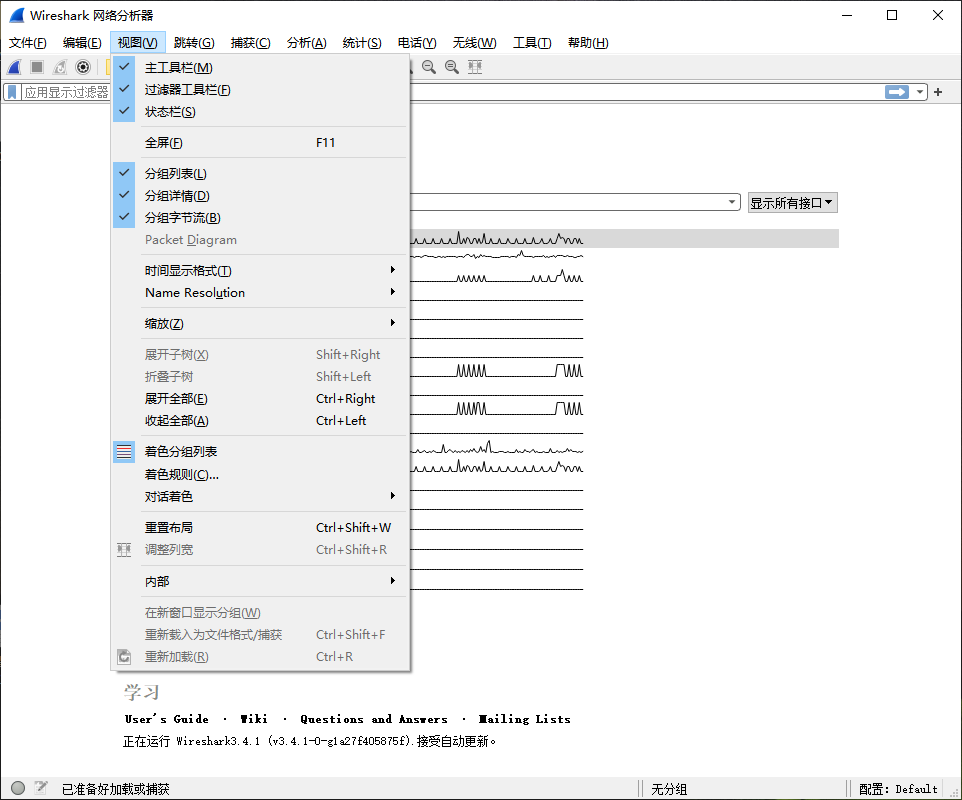 Wireshark 网络分析器
文件(F) 编辑(E) 视图(V) 跳转(G) 捕获(C) 分析(A) 统计(S) 电话(Y) 无线(W) 工具(T) 帮助(H)
应用显示过滤器
主工具栏(M)
过滤器工具栏(F)
状态栏(S)
全屏(F) F11
分组列表(L)
分组详情(D)
分组字节流(B)
显示所有接口
Packet Diagram
时间显示格式(T)
Name Resolution
缩放(Z)
展开子树(X) Shift+Right
折叠子树 Shift+Left
展开全部(E) Ctrl+Right
收起全部(A) Ctrl+Left
着色分组列表
着色规则(C)...
对话着色
重置布局 Ctrl+Shift+W
调整列宽 Ctrl+Shift+R
内部
在新窗口显示分组(W)
重新载入为文件格式/捕获 Ctrl+Shift+F
重新加载(R) Ctrl+R
学习
User's Guide · Wiki · Questions and Answers · Mailing Lists
正在运行 Wireshark3.4.1 (v3.4.1-0-g1a27f405875f).接受自动更新。
已准备好加载或捕获 无分组 配置：Default